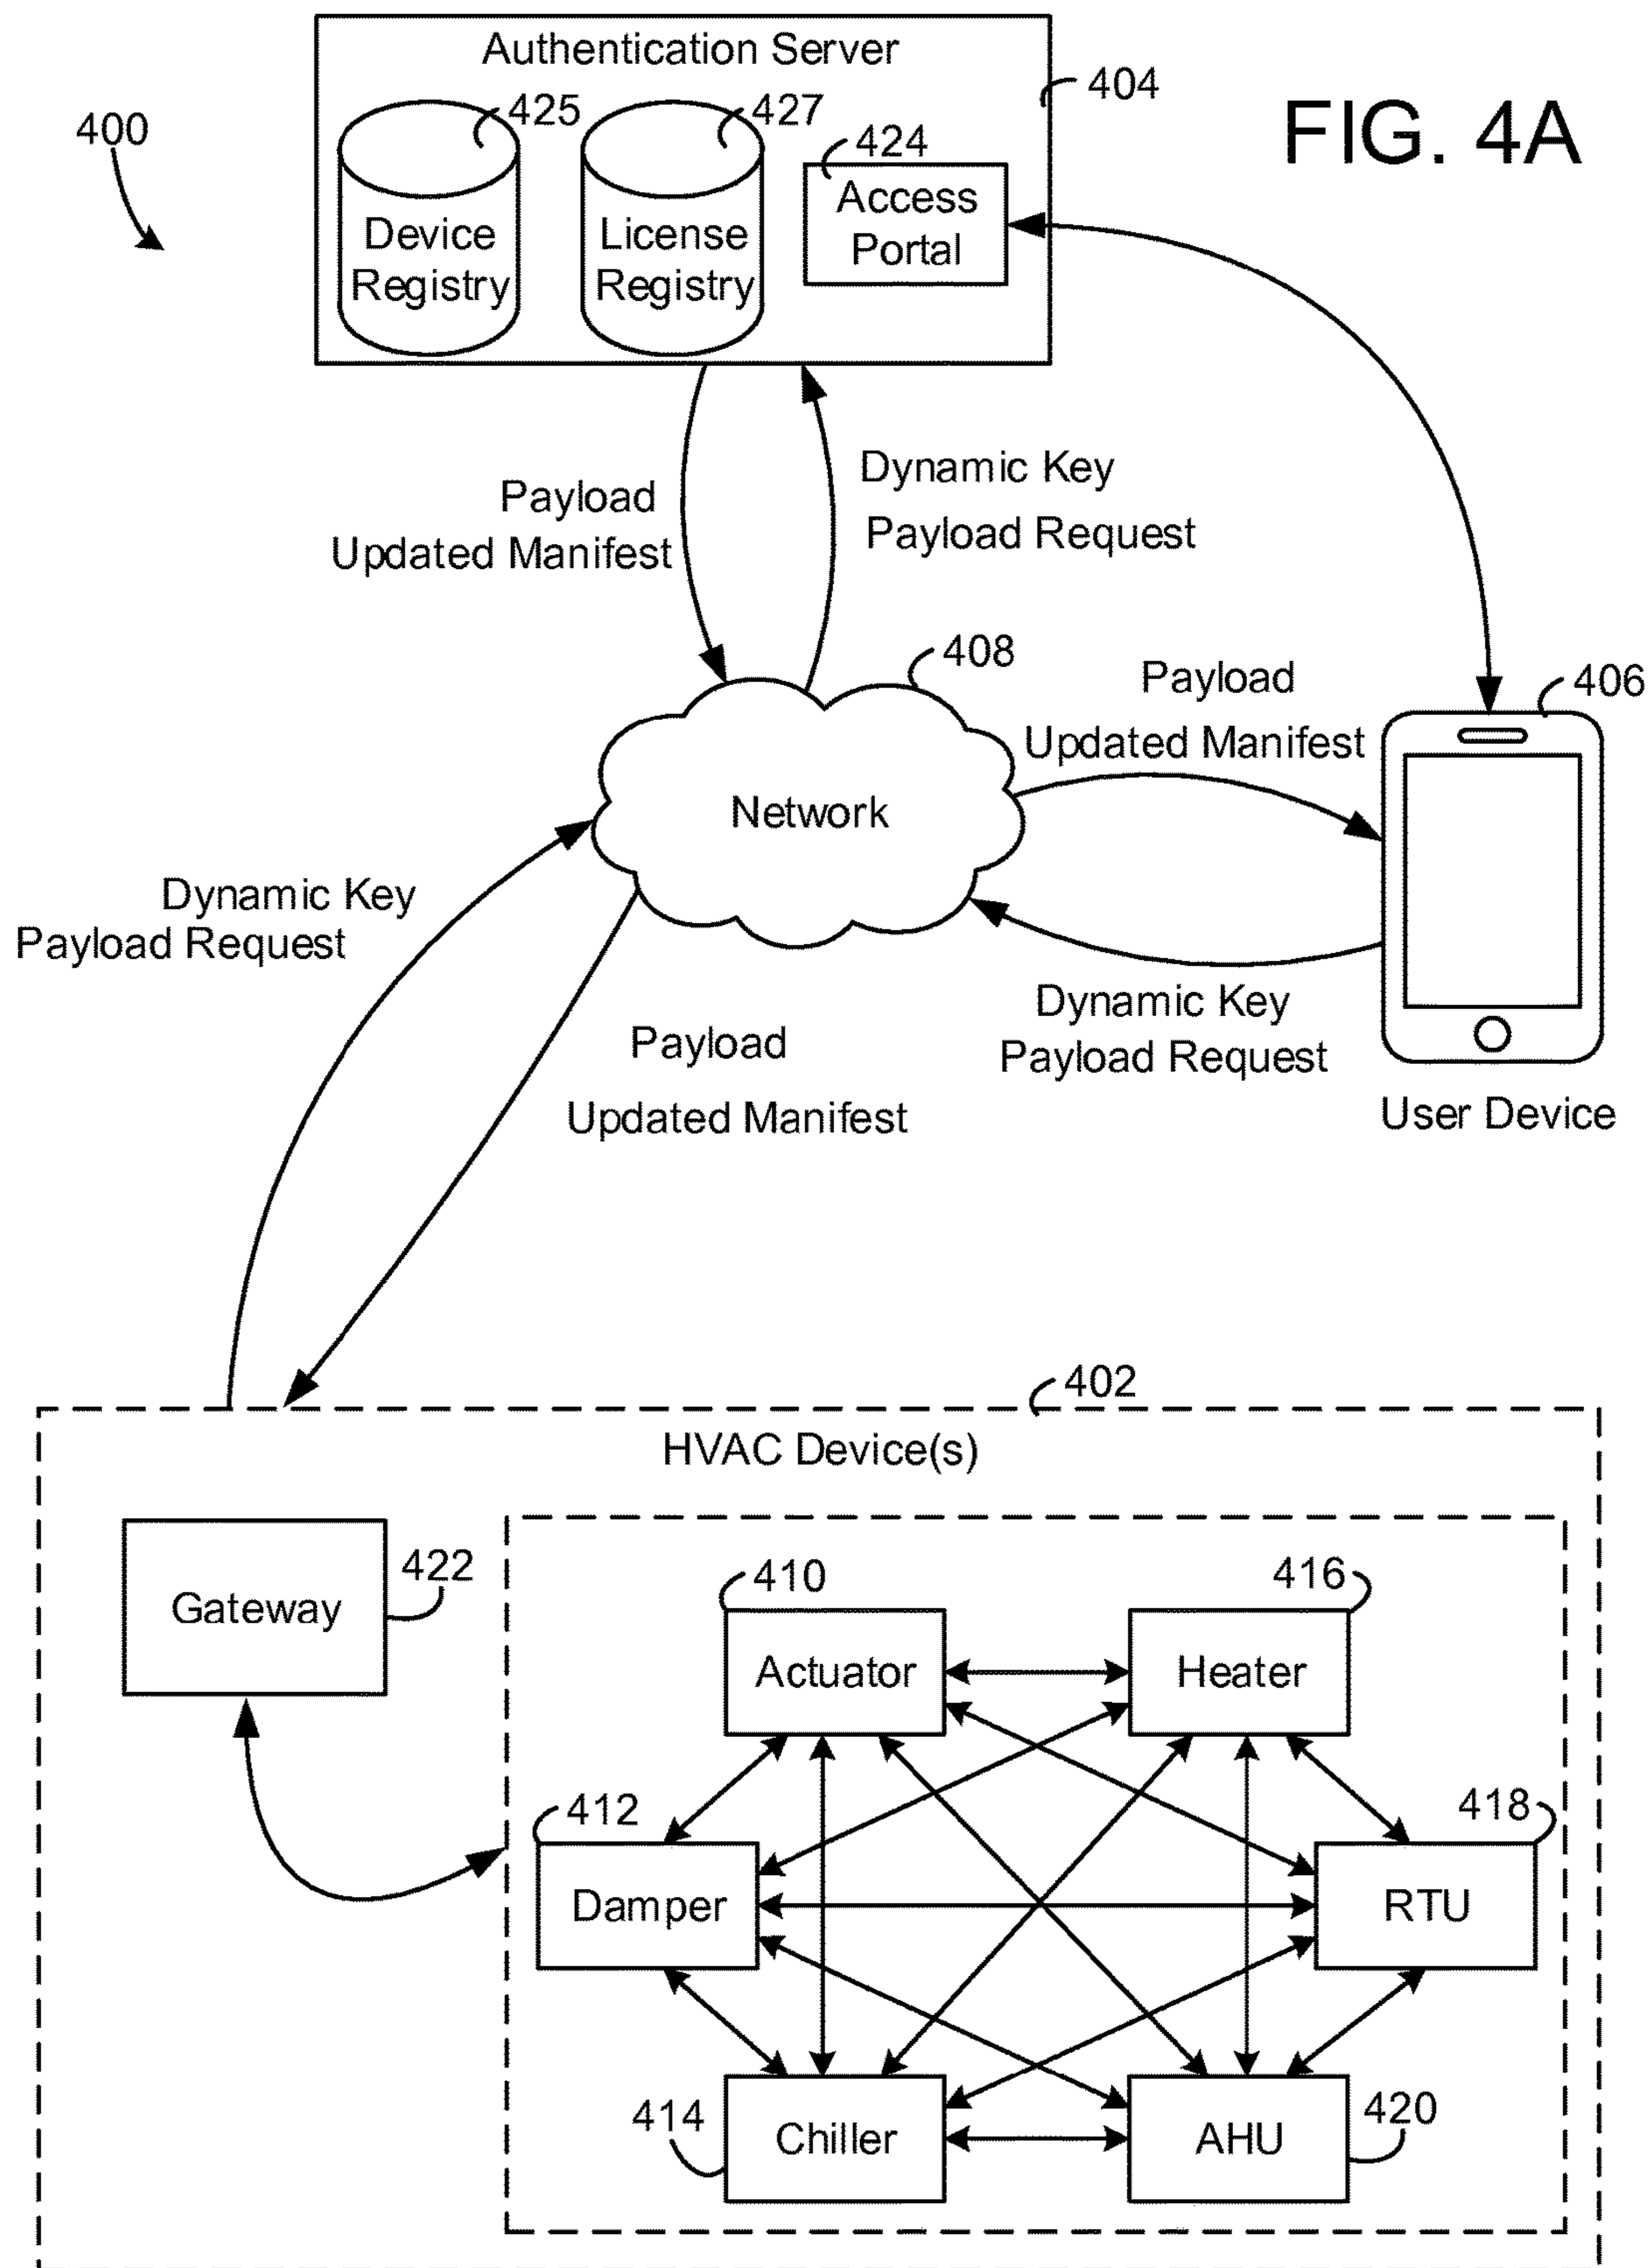 FIG. 4A
400
Authentication Server
404
425
427
424
Device
Registry
License
Registry
Access
Portal
Payload
Updated Manifest
Dynamic Key
Payload Request
408
Network
Payload
Updated Manifest
406
Dynamic Key
Payload Request
User Device
Dynamic Key
Payload Request
Payload
Updated Manifest
402
HVAC Device(s)
Gateway
422
410
Actuator
416
Heater
412
Damper
418
RTU
414
Chiller
AHU
420